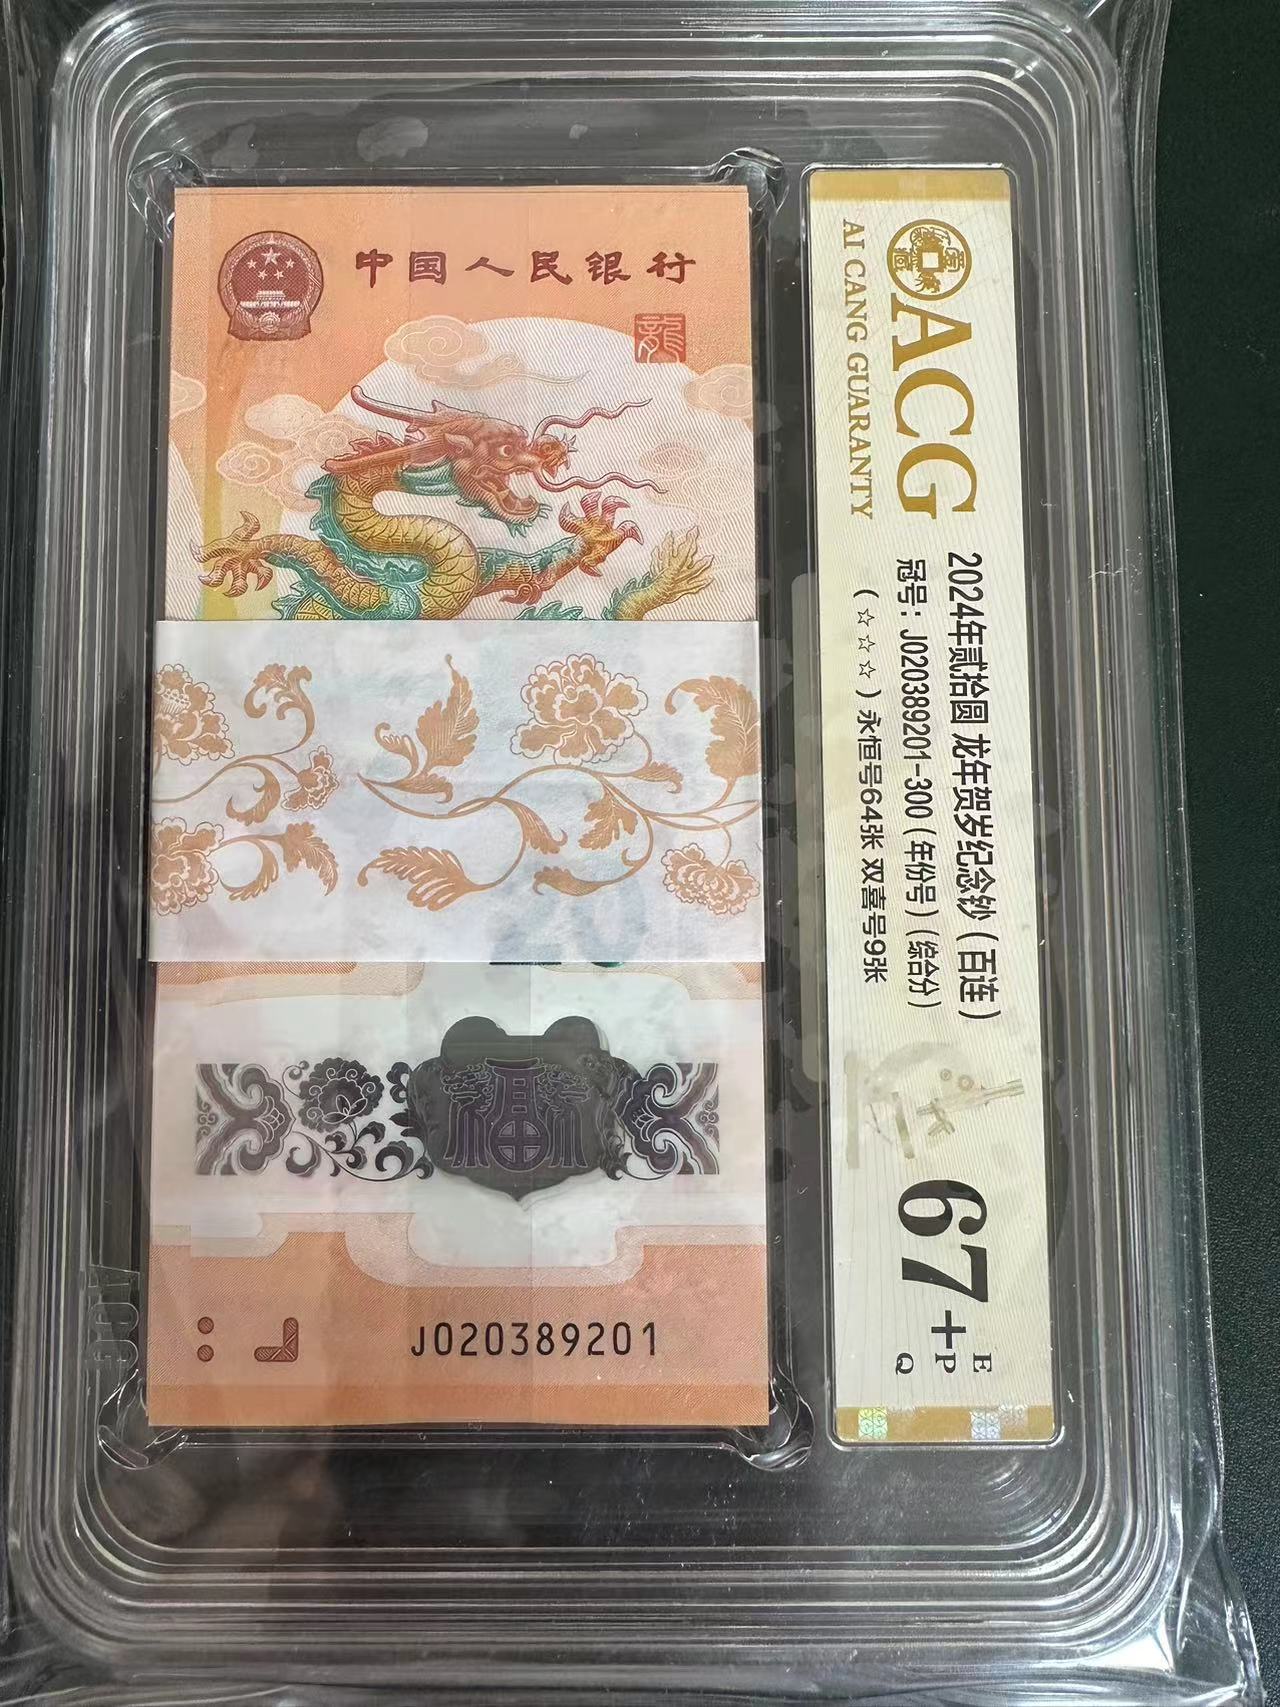 中国人民银行
龍
福
J020389201
ACG
AI CANG GUARANTY
2024年贰拾圆 龙年贺岁纪念钞(百连)
冠号:J020389201-300(年份号)(综合分)
(☆☆☆)永恒号64张 双喜号9张
67+
E
P
Q